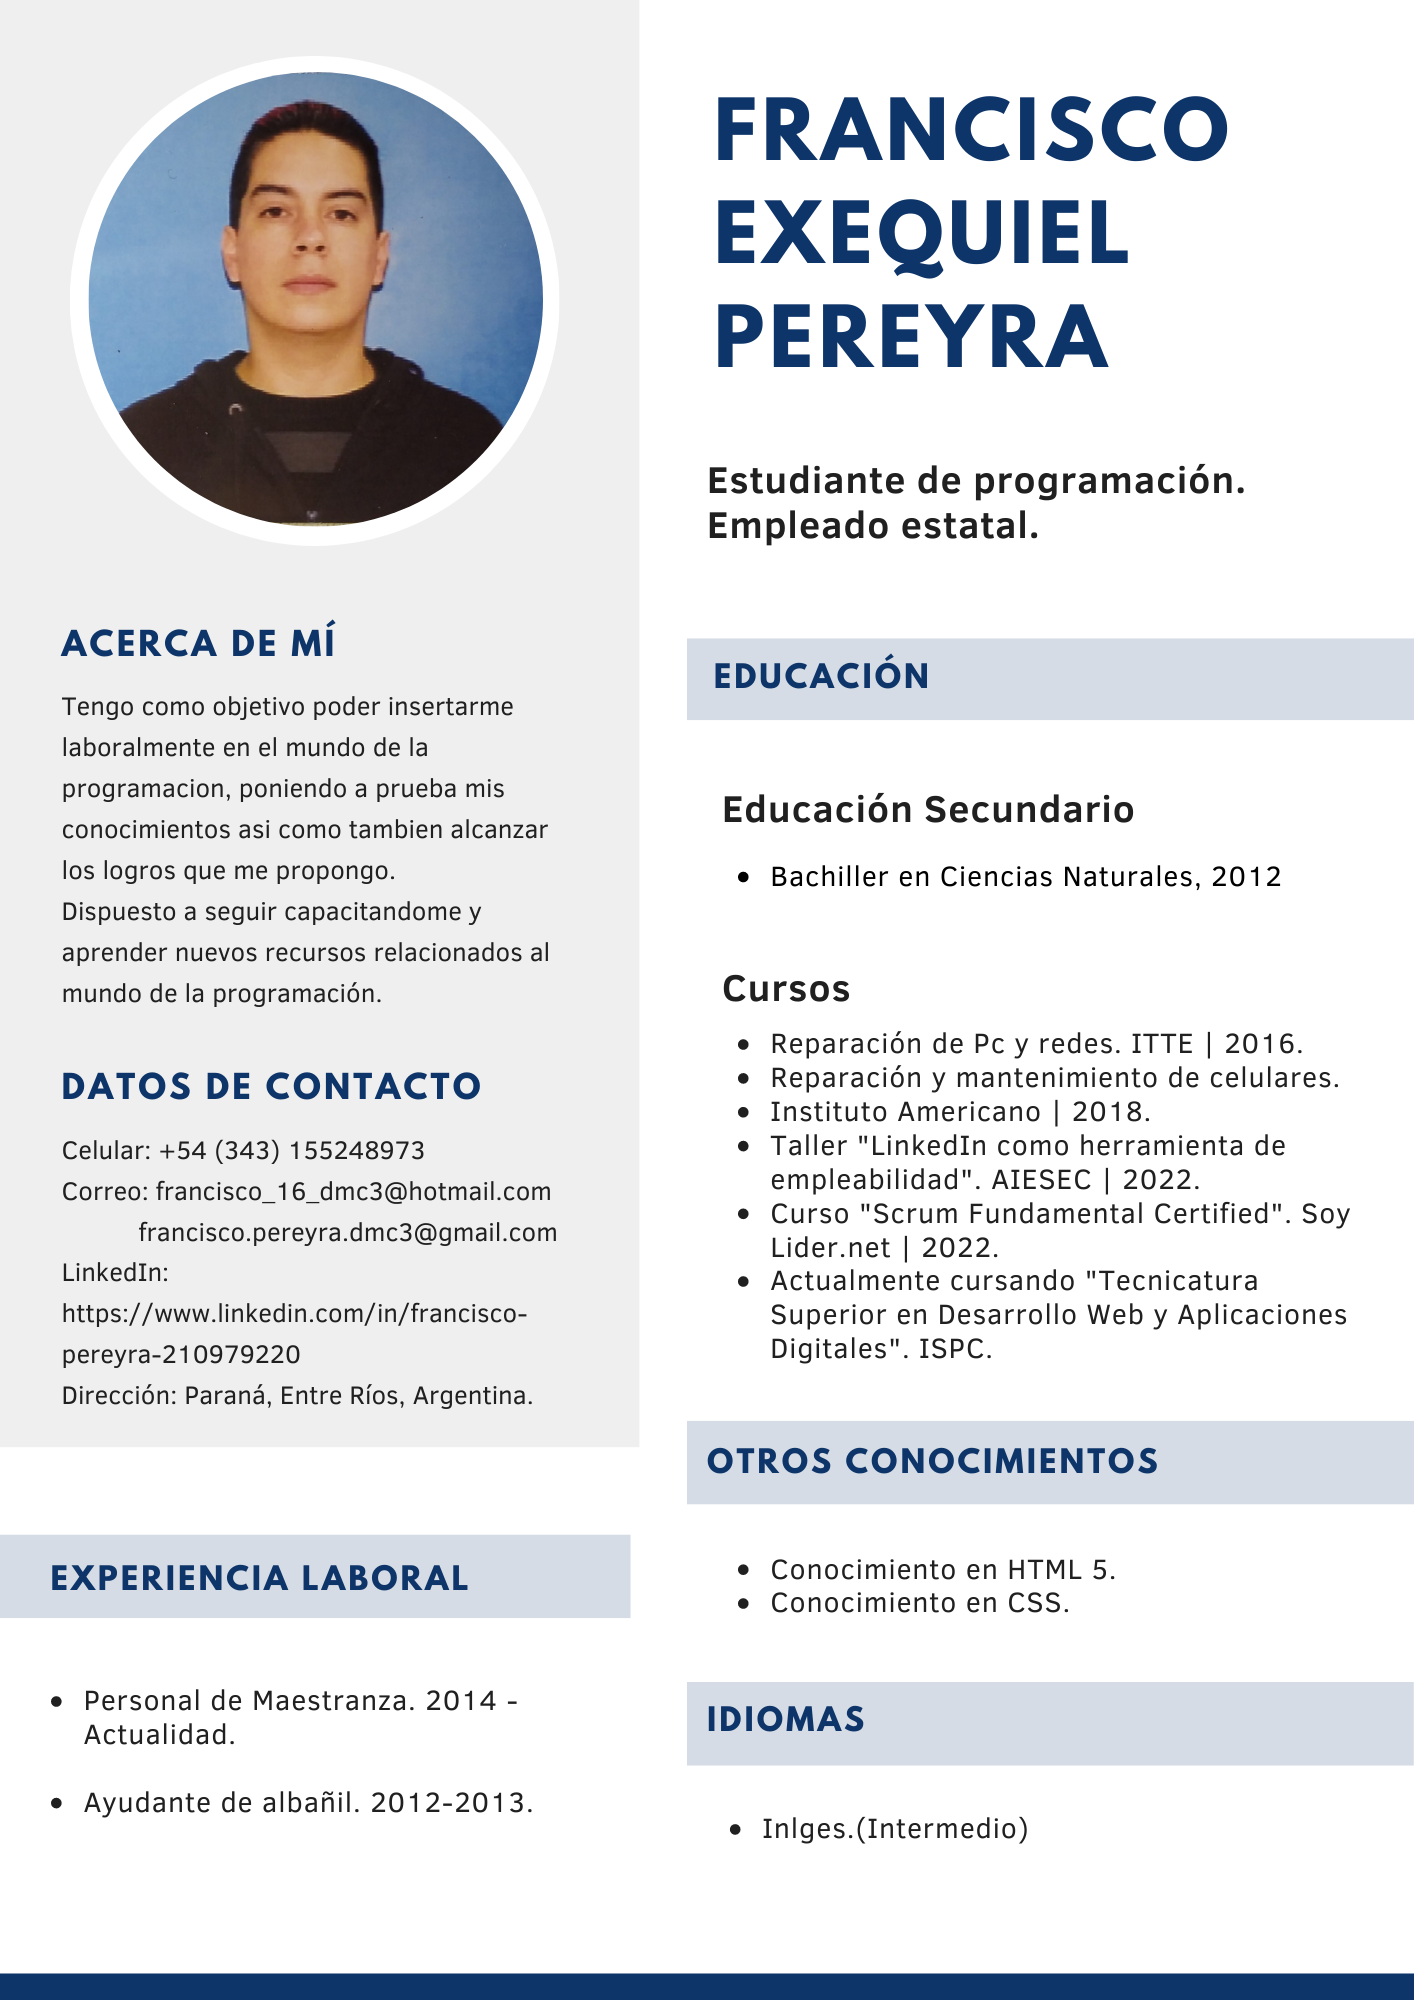 FRANCISCO
EXEQUIEL
PEREYRA
Estudiante de programación.
Empleado estatal.
ACERCA DE MÍ
Tengo como objetivo poder insertarme
laboralmente en el mundo de la
programacion, poniendo a prueba mis
conocimientos asi como tambien alcanzar
los logros que me propongo.
Dispuesto a seguir capacitandome y
aprender nuevos recursos relacionados al
mundo de la programación.
DATOS DE CONTACTO
Celular: +54 (343) 155248973
Correo: francisco_16_dmc3@hotmail.com
francisco.pereyra.dmc3@gmail.com
LinkedIn:
https://www.linkedin.com/in/francisco-
pereyra-210979220
Dirección: Paraná, Entre Ríos, Argentina.
EXPERIENCIA LABORAL
• Personal de Maestranza. 2014 -
Actualidad.
• Ayudante de albañil. 2012-2013.
EDUCACIÓN
Educación Secundario
• Bachiller en Ciencias Naturales, 2012
Cursos
• Reparación de Pc y redes. ITTE | 2016.
• Reparación y mantenimiento de celulares.
• Instituto Americano | 2018.
• Taller "LinkedIn como herramienta de
empleabilidad". AIESEC | 2022.
• Curso "Scrum Fundamental Certified". Soy
Lider.net | 2022.
• Actualmente cursando "Tecnicatura
Superior en Desarrollo Web y Aplicaciones
Digitales". ISPC.
OTROS CONOCIMIENTOS
• Conocimiento en HTML 5.
• Conocimiento en CSS.
IDIOMAS
• Inlges.(Intermedio)